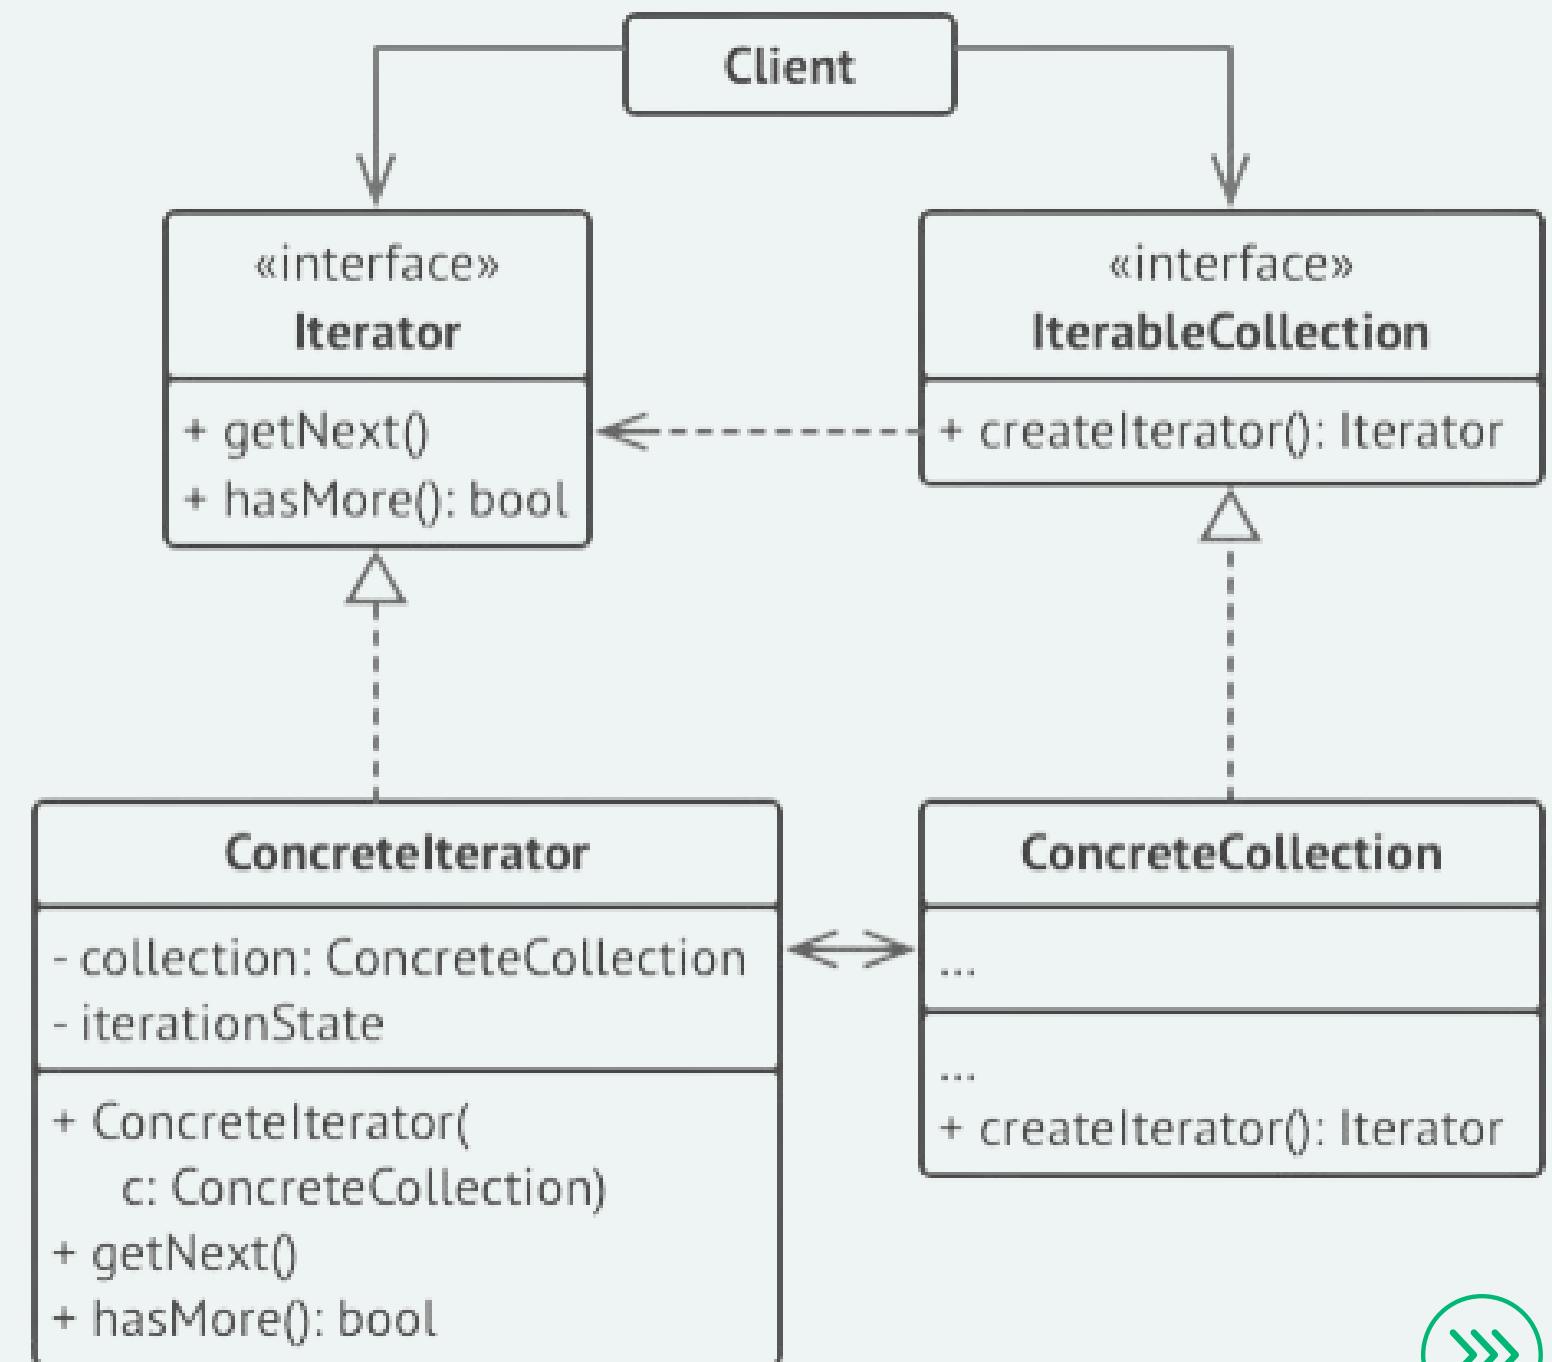 Client
«interface»
Iterator
+ getNext()
+ hasMore(): bool
«interface»
IterableCollection
+ createIterator(): Iterator
ConcreteIterator
- collection: ConcreteCollection
- iterationState
+ ConcreteIterator(
c: ConcreteCollection)
+ getNext()
+ hasMore(): bool
ConcreteCollection
...
...
+ createIterator(): Iterator